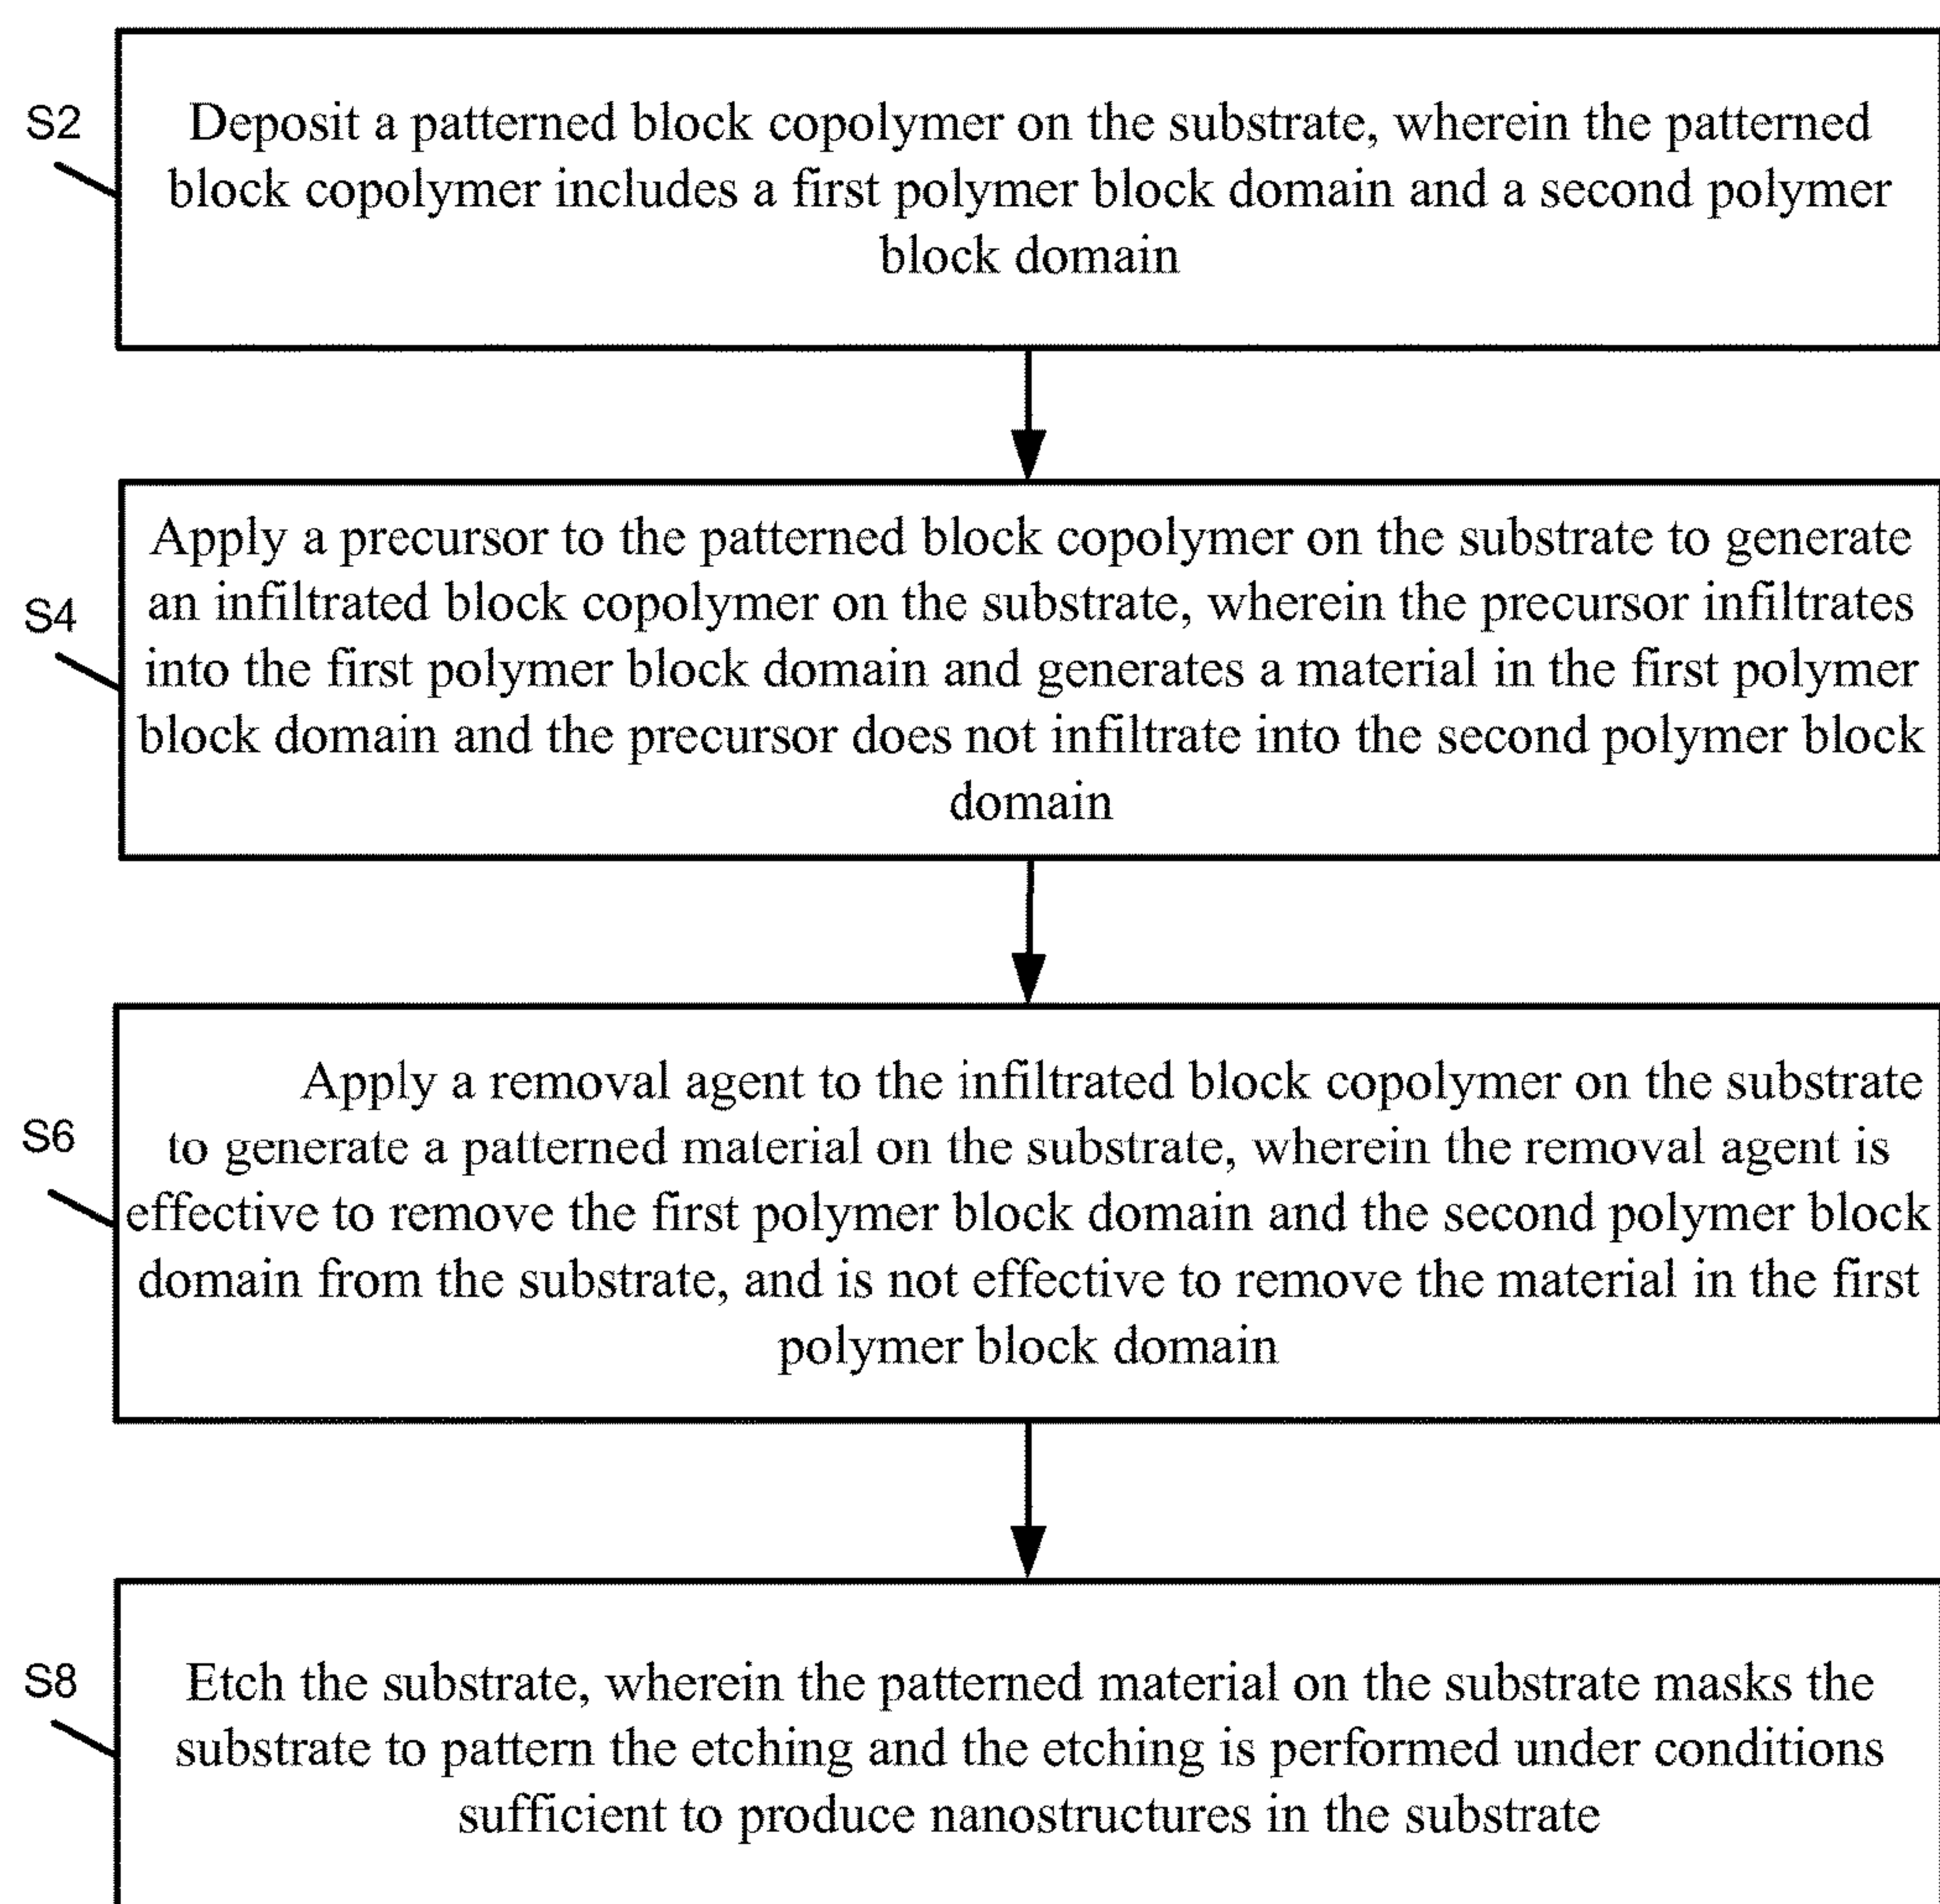 S2
Deposit a patterned block copolymer on the substrate, wherein the patterned
block copolymer includes a first polymer block domain and a second polymer
block domain
S4
Apply a precursor to the patterned block copolymer on the substrate to generate
an infiltrated block copolymer on the substrate, wherein the precursor infiltrates
into the first polymer block domain and generates a material in the first polymer
block domain and the precursor does not infiltrate into the second polymer block
domain
S6
Apply a removal agent to the infiltrated block copolymer on the substrate
to generate a patterned material on the substrate, wherein the removal agent is
effective to remove the first polymer block domain and the second polymer block
domain from the substrate, and is not effective to remove the material in the first
polymer block domain
S8
Etch the substrate, wherein the patterned material on the substrate masks the
substrate to pattern the etching and the etching is performed under conditions
sufficient to produce nanostructures in the substrate